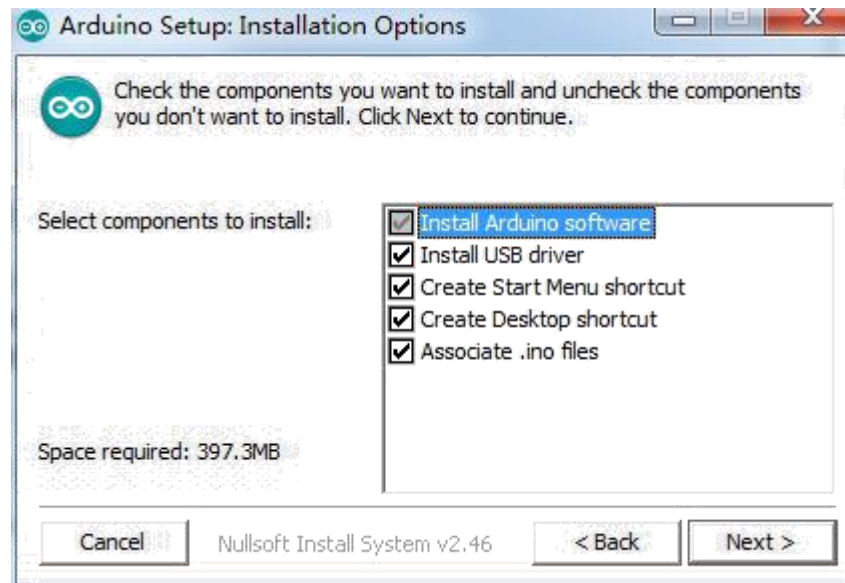 Arduino Setup: Installation Options
Check the components you want to install and uncheck the components
you don't want to install. Click Next to continue.
Select components to install:
Install Arduino software
Install USB driver
Create Start Menu shortcut
Create Desktop shortcut
Associate .ino files
Space required: 397.3MB
Cancel
Nullsoft Install System v2.46
< Back
Next >